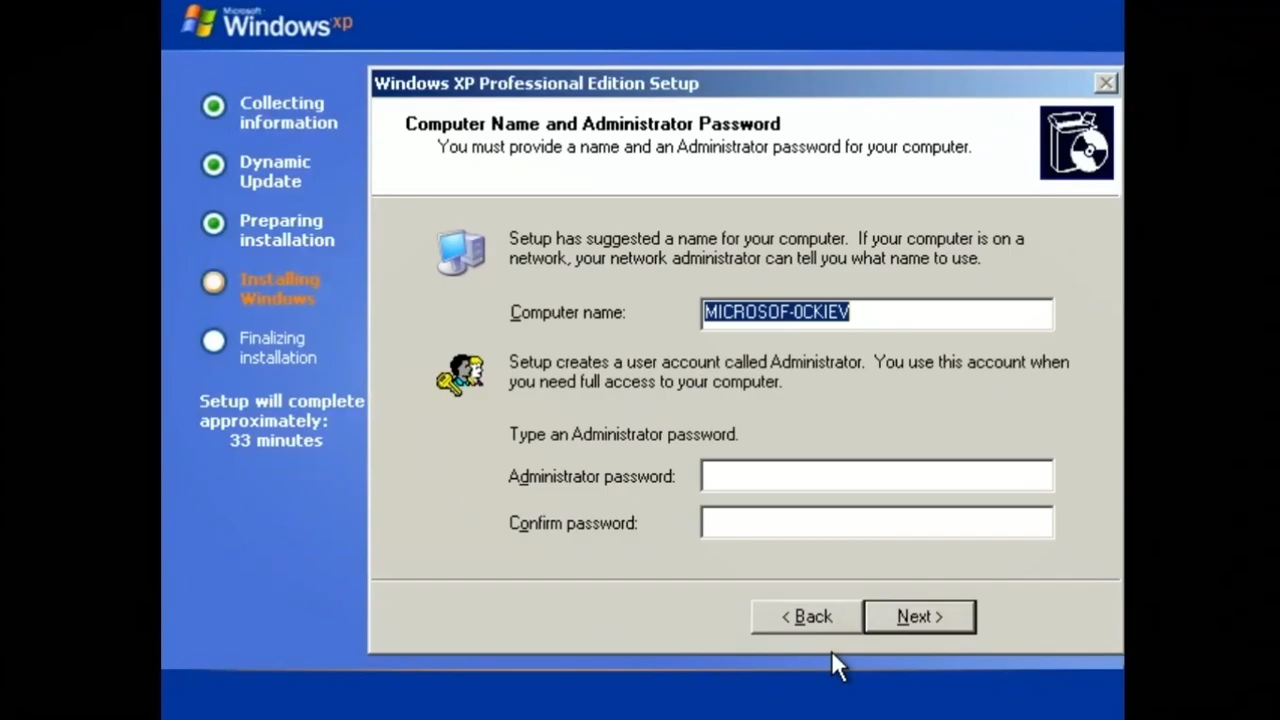 Microsoft
Windows xp
Collecting
information
Dynamic
Update
Preparing
installation
Installing
Windows
Finalizing
installation
Setup will complete
approximately:
33 minutes
Windows XP Professional Edition Setup
Computer Name and Administrator Password
You must provide a name and an Administrator password for your computer.
Setup has suggested a name for your computer. If your computer is on a
network, your network administrator can tell you what name to use.
Computer name:
MICROSOF-0CKIEV
Setup creates a user account called Administrator. You use this account when
you need full access to your computer.
Type an Administrator password.
Administrator password:
Confirm password:
< Back
Next >